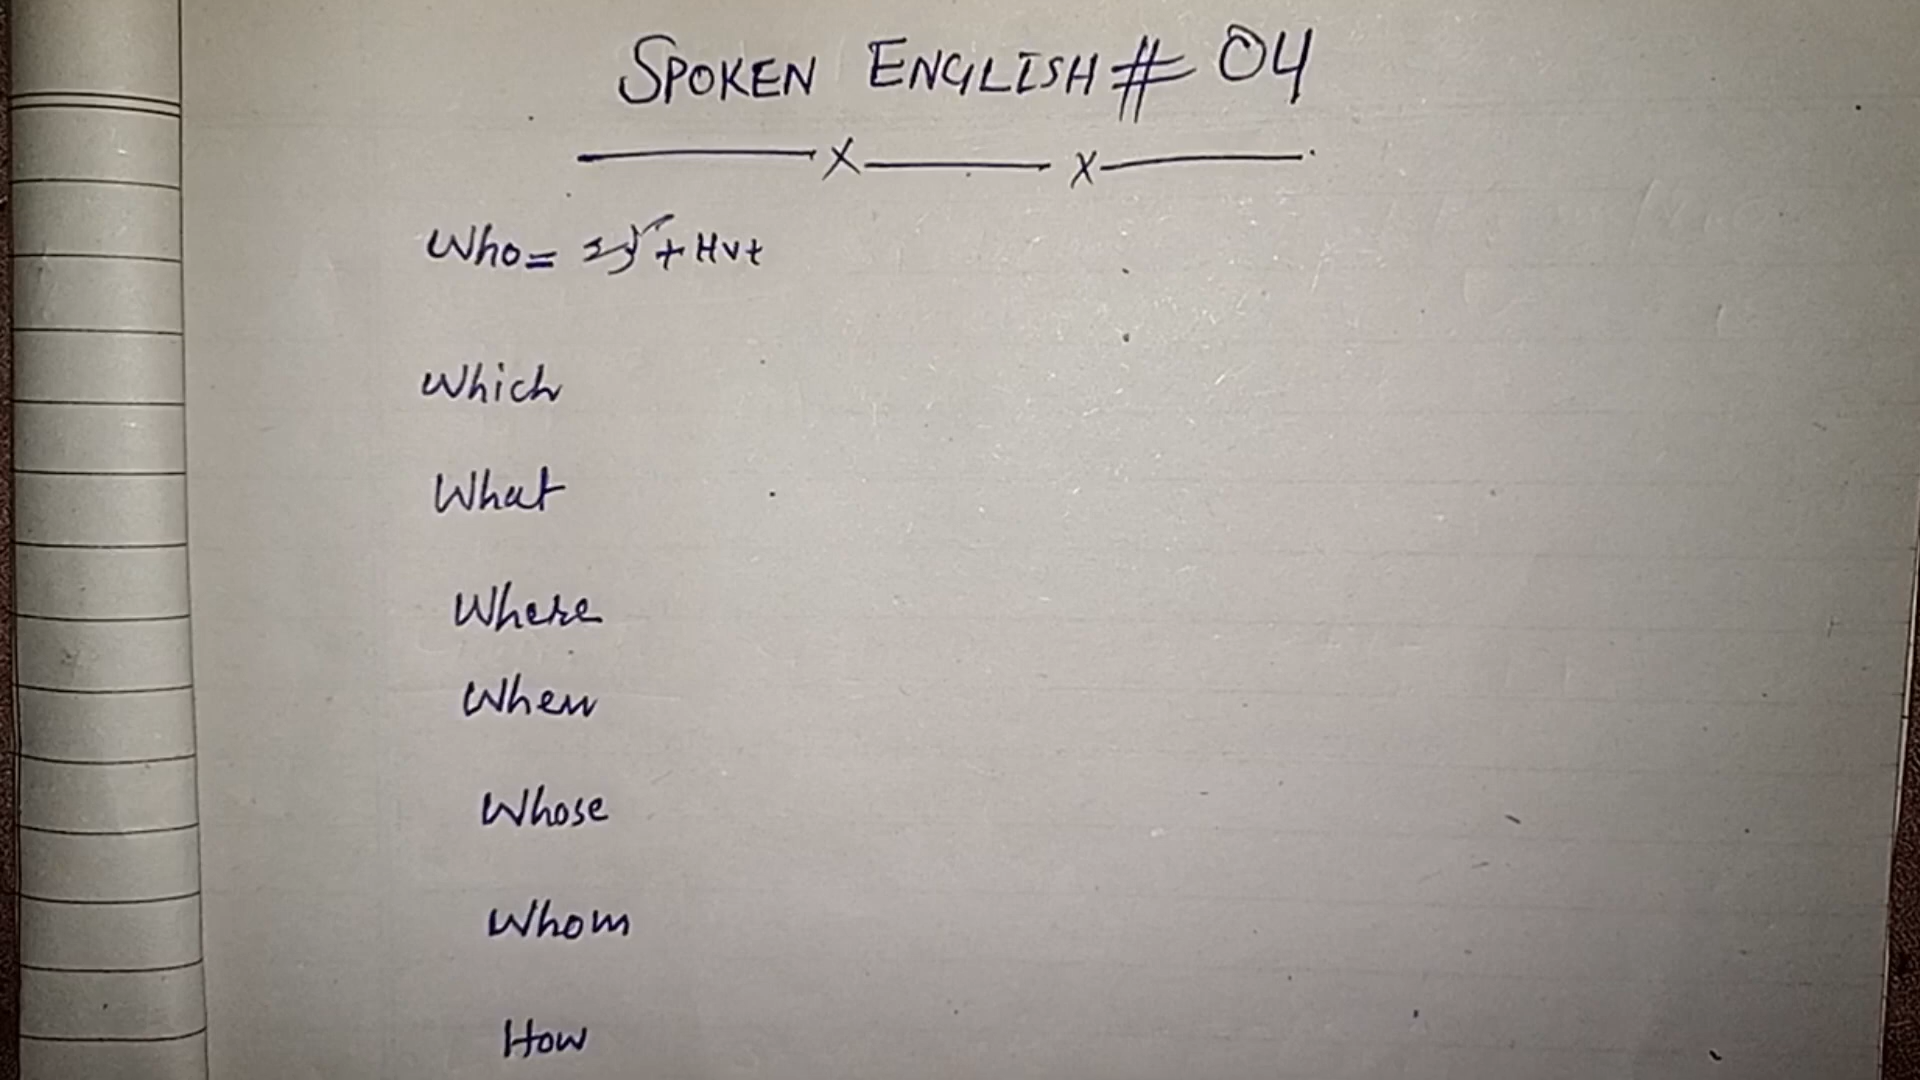 SPOKEN ENGLISH # 04
x x
Who = + Hvt
Which
What
Where
When
Whose
Whom
How